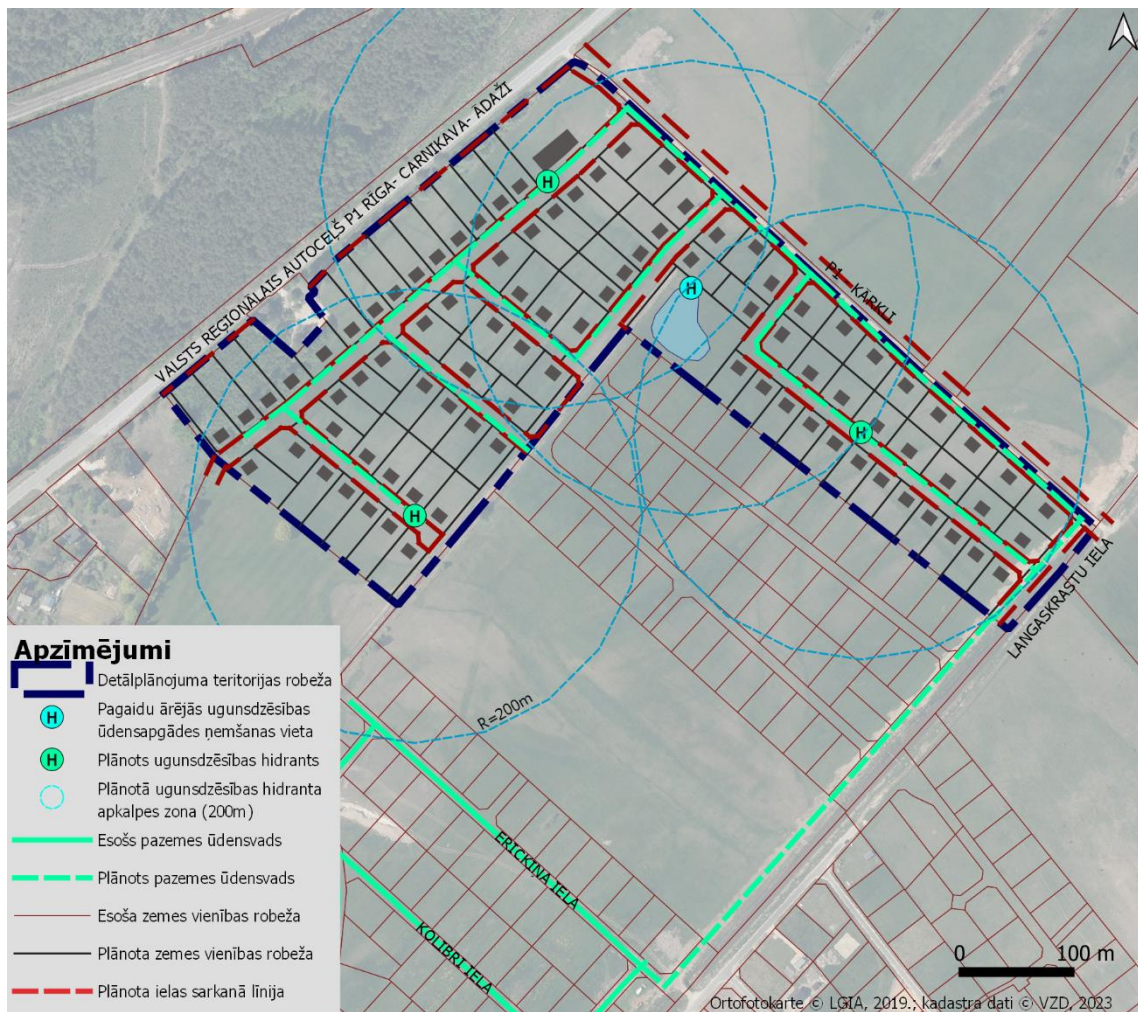 VALSTS REGIONĀLAIS AUTOCEĻŠ P1 RĪGA- CARNIKAVA- ĀDAŽI
H
P1 - KĀRKLI
H
H
H
LANGASKRASTU IELA
R=200m
ERICKIŅA IELA
KOLIBRI IELA
Apzīmējumi
Detālplānojuma teritorijas robeža
H
Pagaidu ārējās ugunsdzēsības
ūdensapgādes ņemšanas vieta
H
Plānots ugunsdzēsības hidrants
Plānotā ugunsdzēsības hidranta
apkalpes zona (200m)
Esošs pazemes ūdensvads
Plānots pazemes ūdensvads
Esoša zemes vienības robeža
Plānota zemes vienības robeža
Plānota ielas sarkanā līnija
0 100 m
Ortofotokarte © LĢIA, 2019.; kadastra dati © VZD, 2023